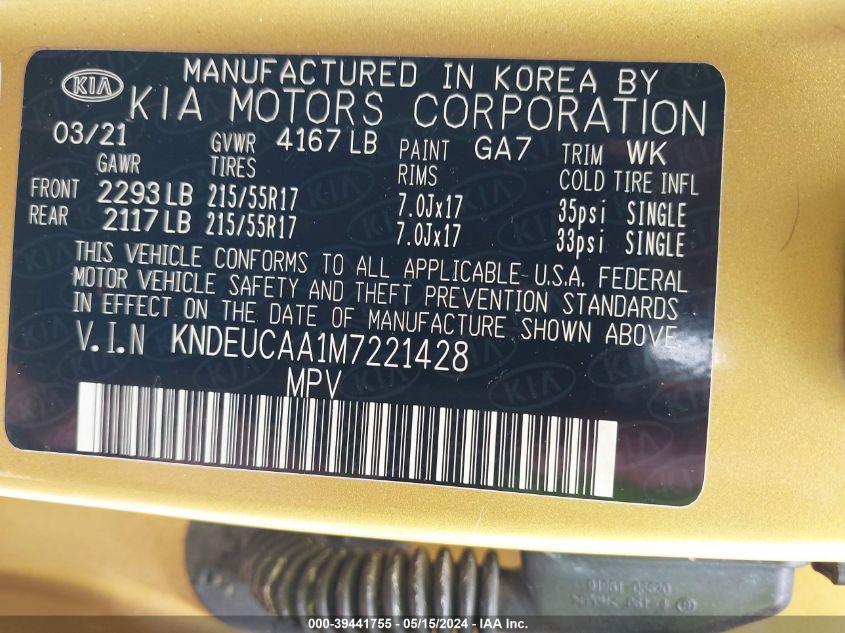 KIA MANUFACTURED IN KOREA BY
KIA MOTORS CORPORATION
03/21 GVWR 4167 LB PAINT GA7 TRIM WK
GAWR TIRES RIMS COLD TIRE INFL
FRONT 2293 LB 215/55R17 7.0Jx17 35psi SINGLE
REAR 2117 LB 215/55R17 7.0Jx17 33psi SINGLE
THIS VEHICLE CONFORMS TO ALL APPLICABLE U.S.A. FEDERAL
MOTOR VEHICLE SAFETY AND THEFT PREVENTION STANDARDS
IN EFFECT ON THE DATE OF MANUFACTURE SHOWN ABOVE.
V.I.N KNDEUCAA1M7221428
MPV
000-39441755 - 05/15/2024 - IAA Inc.